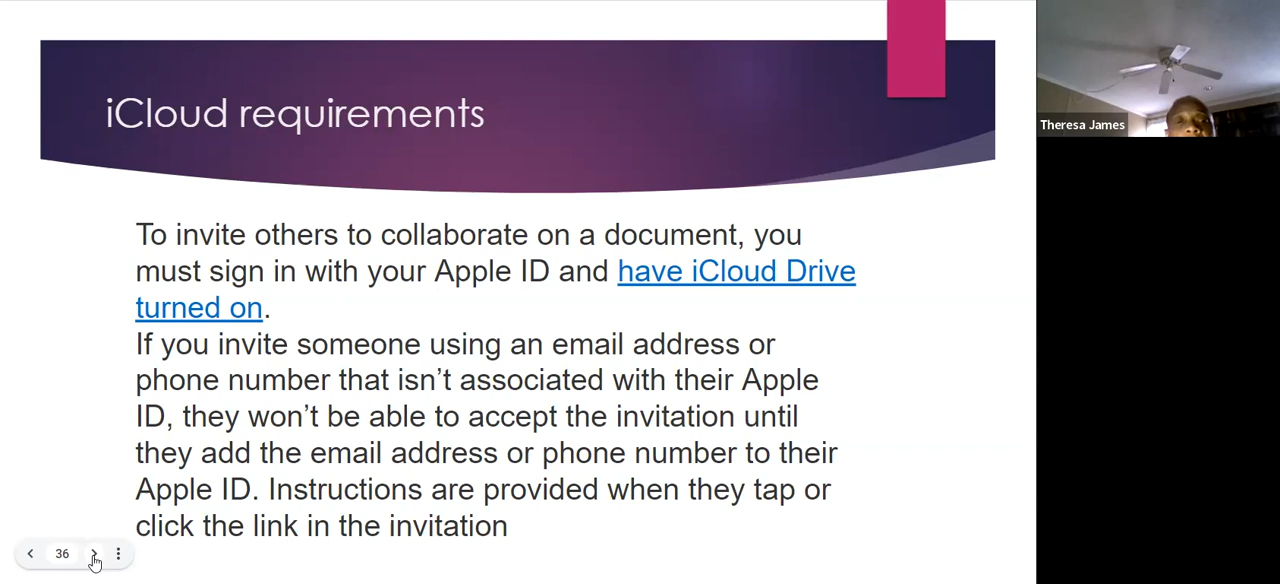 iCloud requirements
Theresa James
To invite others to collaborate on a document, you
must sign in with your Apple ID and have iCloud Drive
turned on.
If you invite someone using an email address or
phone number that isn’t associated with their Apple
ID, they won’t be able to accept the invitation until
they add the email address or phone number to their
Apple ID. Instructions are provided when they tap or
click the link in the invitation
36